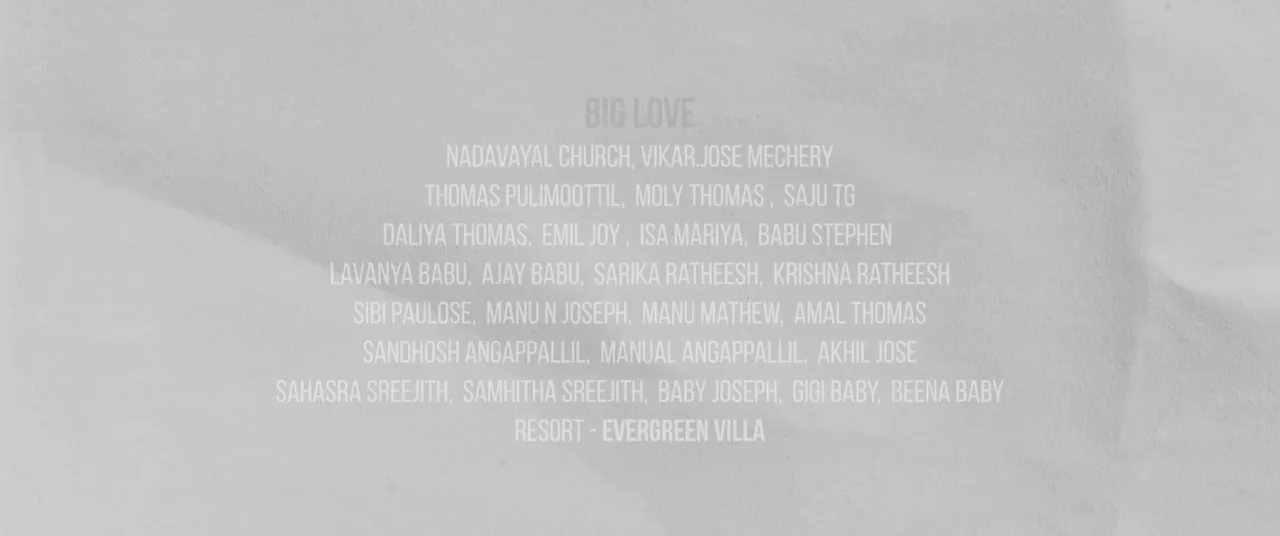 BIG LOVE
NADAVAYAL CHURCH, VIKAR.JOSE MECHERY
THOMAS PULIMOOTTIL, MOLY THOMAS , SAJU TG
DALIYA THOMAS, EMIL JOY , ISA MARIYA, BABU STEPHEN
LAVANYA BABU, AJAY BABU, SARIKA RATHEESH, KRISHNA RATHEESH
SIBI PAULOSE, MANU N JOSEPH, MANU MATHEW, AMAL THOMAS
SANDHOSH ANGAPPALLIL, MANUAL ANGAPPALLIL, AKHIL JOSE
SAHASRA SREEJITH, SAMHITHA SREEJITH, BABY JOSEPH, GIGI BABY, BEENA BABY
RESORT - EVERGREEN VILLA